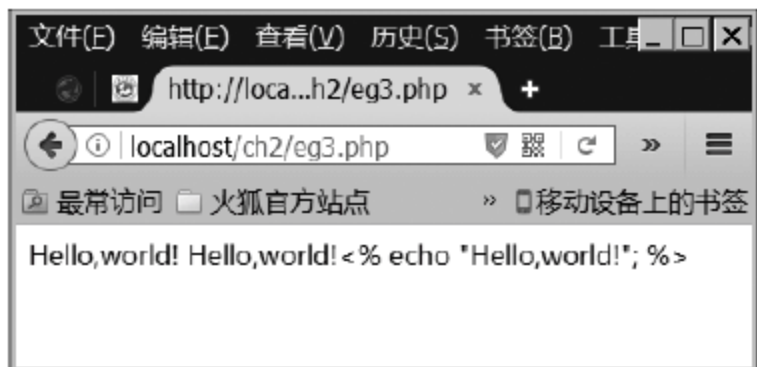 文件(F) 编辑(E) 查看(V) 历史(S) 书签(B) 工
http://loca...h2/eg3.php × +
localhost/ch2/eg3.php »
最常访问 火狐官方站点 » 移动设备上的书签
Hello,world! Hello,world!<% echo "Hello,world!"; %>